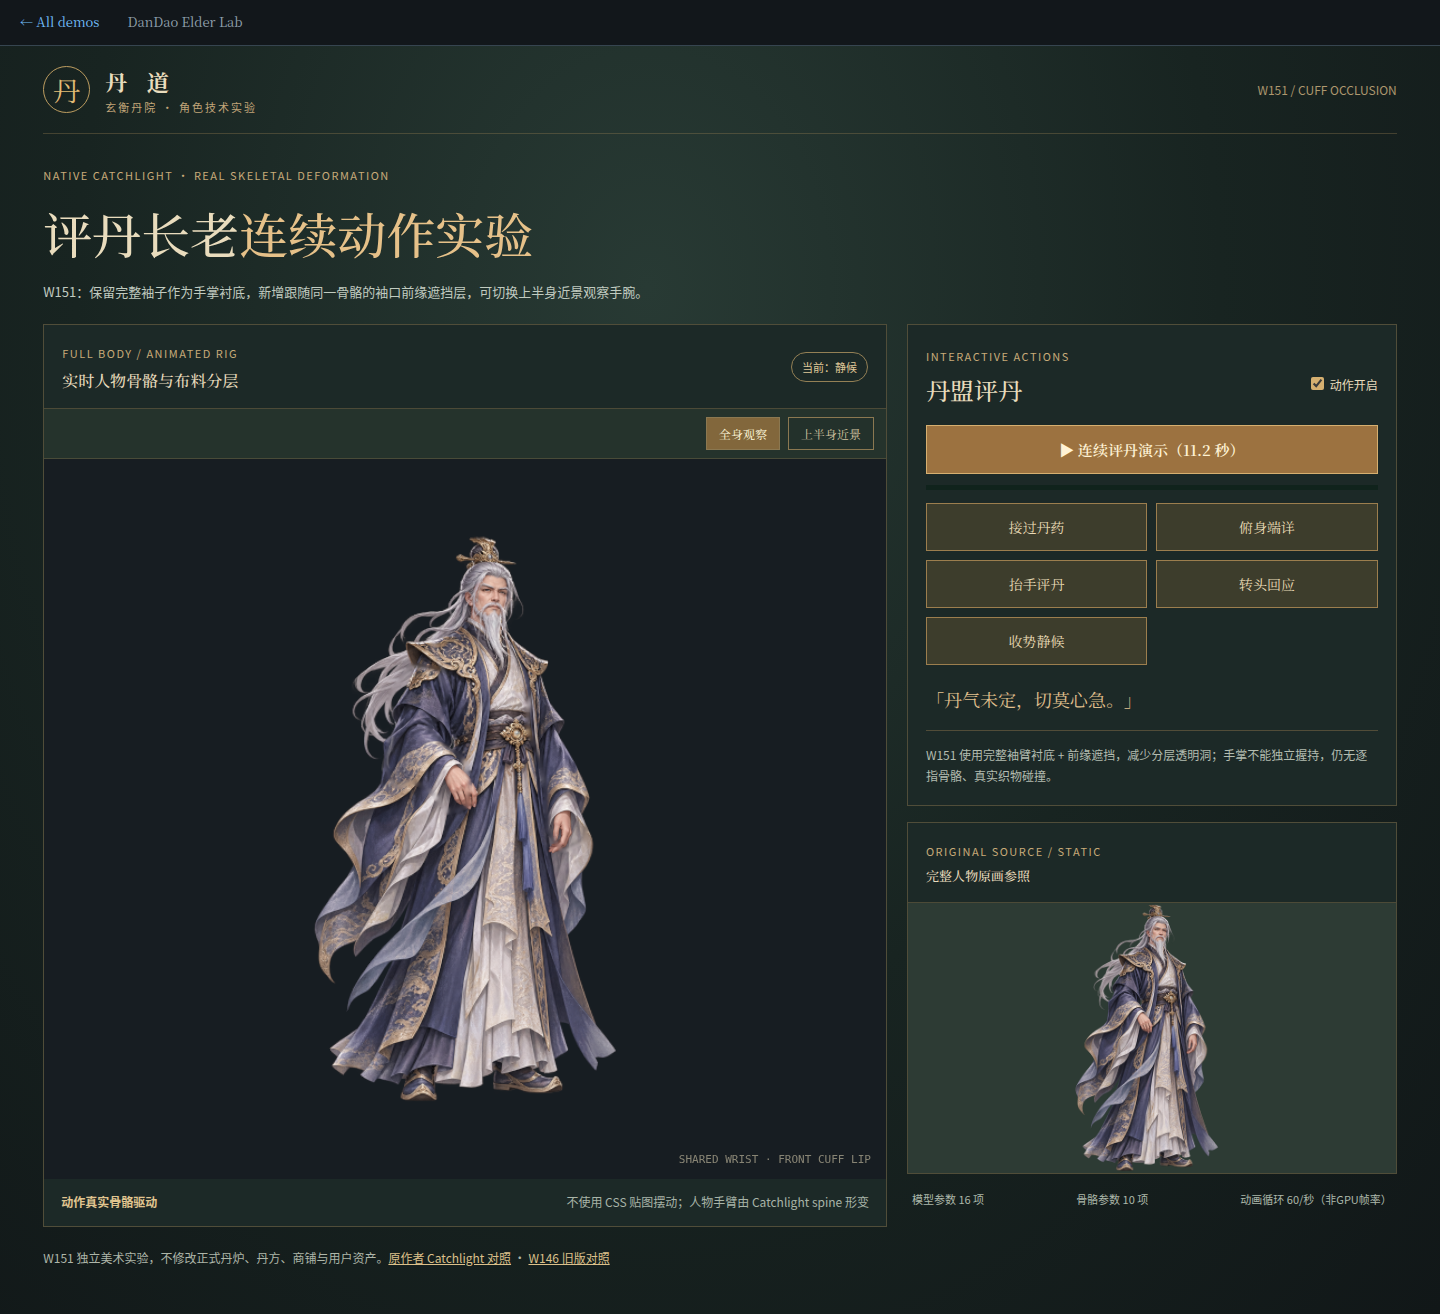 ← All demos DanDao Elder Lab
丹
丹 道
玄衡丹院 · 角色技术实验
W151 / CUFF OCCLUSION
NATIVE CATCHLIGHT · REAL SKELETAL DEFORMATION
评丹长老连续动作实验
W151：保留完整袖子作为手掌衬底，新增跟随同一骨骼的袖口前缘遮挡层，可切换上半身近景观察手腕。
FULL BODY / ANIMATED RIG
实时人物骨骼与布料分层
当前：静候
全身观察 上半身近景
SHARED WRIST · FRONT CUFF LIP
动作真实骨骼驱动
不使用 CSS 贴图摆动；人物手臂由 Catchlight spine 形变
INTERACTIVE ACTIONS
丹盟评丹
动作开启
▶ 连续评丹演示（11.2 秒）
接过丹药 俯身端详
抬手评丹 转头回应
收势静候
「丹气未定，切莫心急。」
W151 使用完整袖臂衬底 + 前缘遮挡，减少分层透明洞；手掌不能独立握持，仍无逐
指骨骼、真实织物碰撞。
ORIGINAL SOURCE / STATIC
完整人物原画参照
模型参数 16 项 骨骼参数 10 项 动画循环 60/秒（非GPU帧率）
W151 独立美术实验，不修改正式丹炉、丹方、商铺与用户资产。原作者 Catchlight 对照 · W146 旧版对照